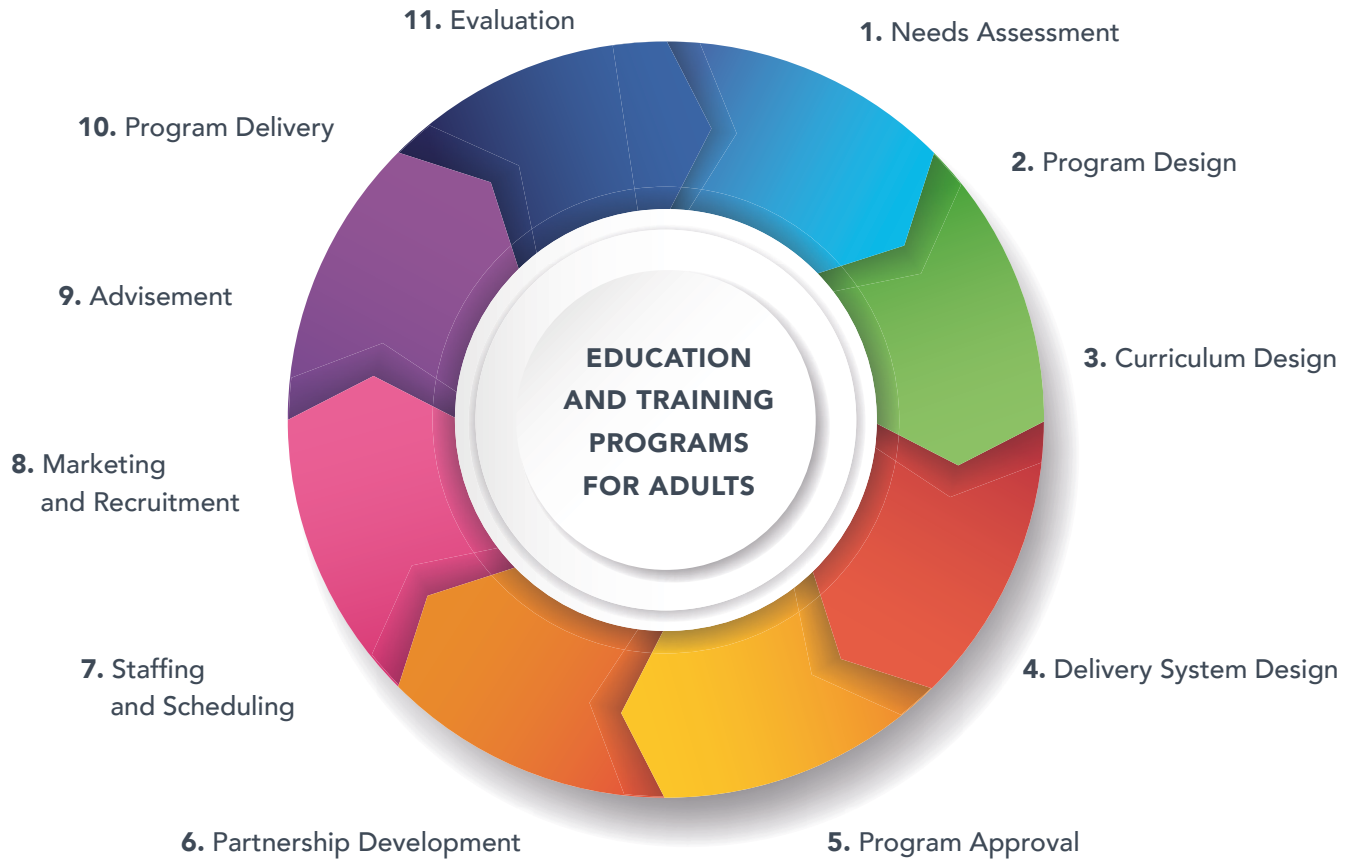 11. Evaluation
1. Needs Assessment
10. Program Delivery
2. Program Design
9. Advisement
3. Curriculum Design
EDUCATION
AND TRAINING
PROGRAMS
FOR ADULTS
8. Marketing
and Recruitment
4. Delivery System Design
7. Staffing
and Scheduling
6. Partnership Development
5. Program Approval